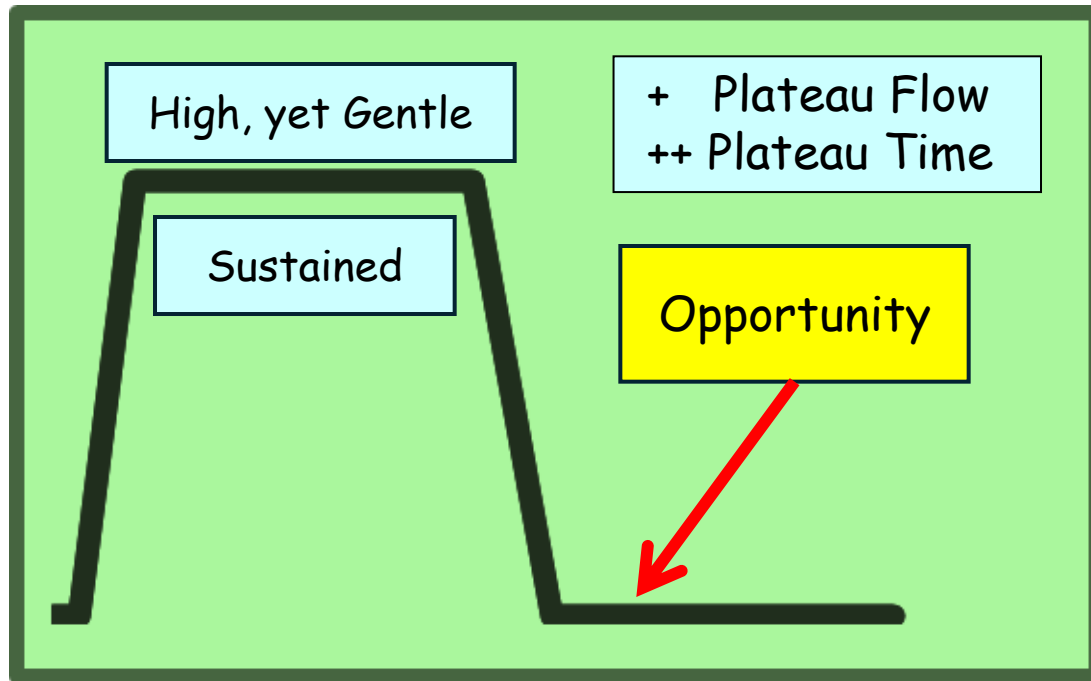 High, yet Gentle
+ Plateau Flow
++ Plateau Time
Sustained
Opportunity